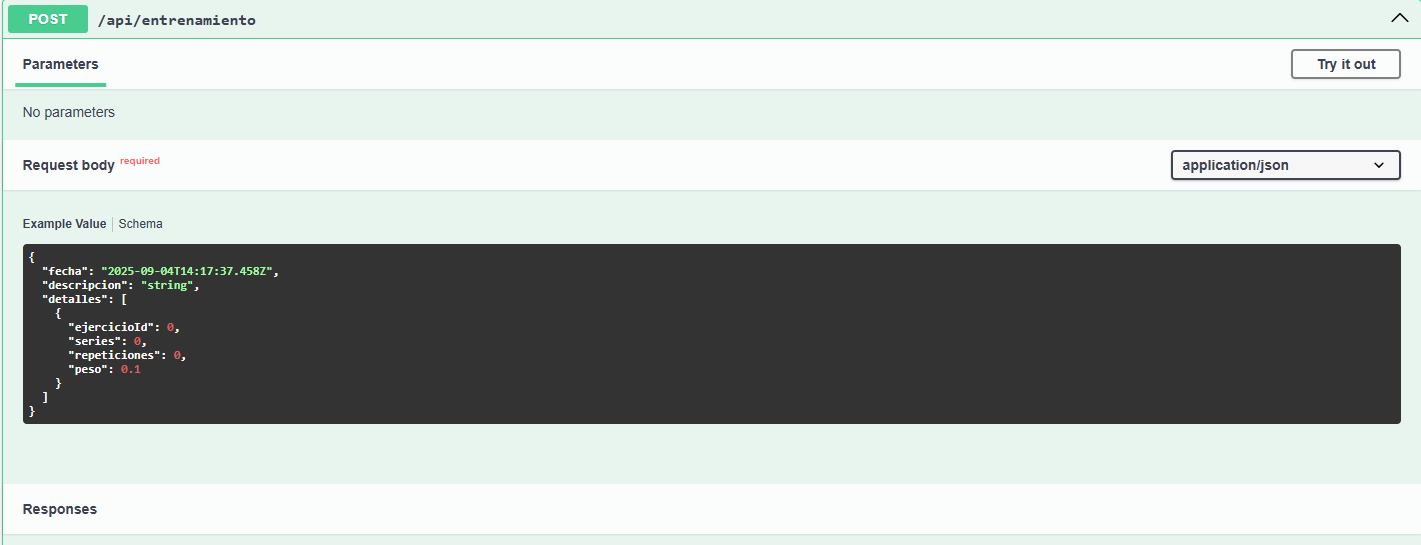 POST /api/entrenamiento
Parameters
Try it out
No parameters
Request body required
application/json
Example Value | Schema
{
  "fecha": "2025-09-04T14:17:37.458Z",
  "descripcion": "string",
  "detalles": [
    {
      "ejercicioId": 0,
      "series": 0,
      "repeticiones": 0,
      "peso": 0.1
    }
  ]
}
Responses